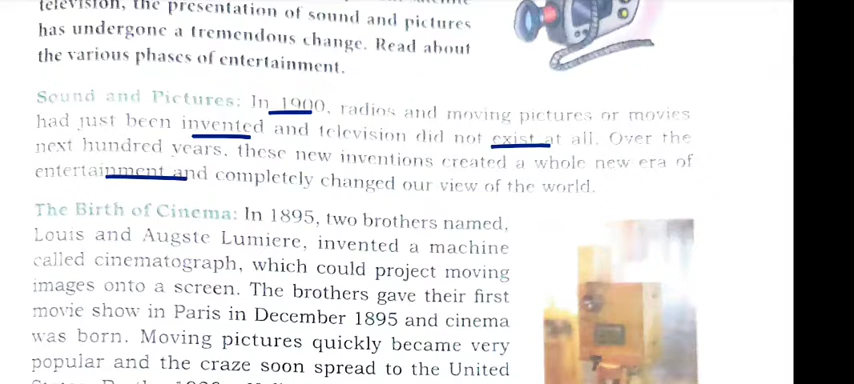 television, the presentation of sound and pictures
has undergone a tremendous change. Read about
the various phases of entertainment.
Sound and Pictures: In 1900, radios and moving pictures or movies
had just been invented and television did not exist at all. Over the
next hundred years, these new inventions created a whole new era of
entertainment and completely changed our view of the world.
The Birth of Cinema: In 1895, two brothers named,
Louis and Augste Lumiere, invented a machine
called cinematograph, which could project moving
images onto a screen. The brothers gave their first
movie show in Paris in December 1895 and cinema
was born. Moving pictures quickly became very
popular and the craze soon spread to the United